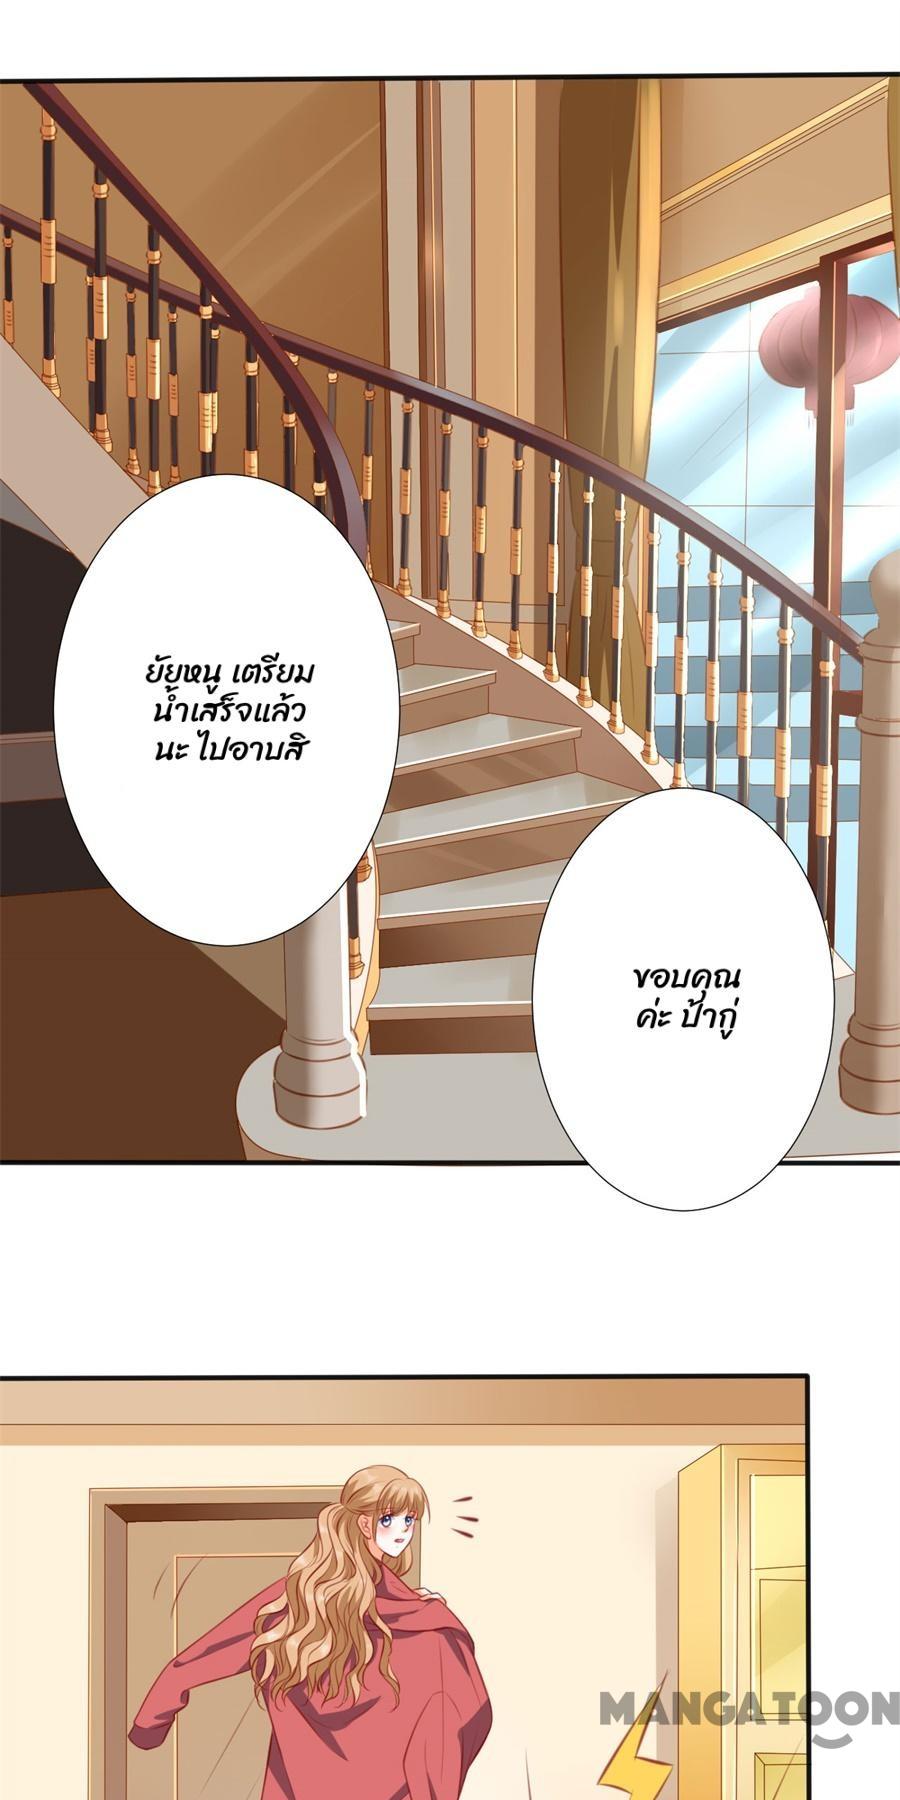 ยัยหนู เตรียม
น้ำเสร็จแล้ว
นะ ไปอาบสิ
ขอบคุณ
ค่ะ ป้ากู่
MANGATOON